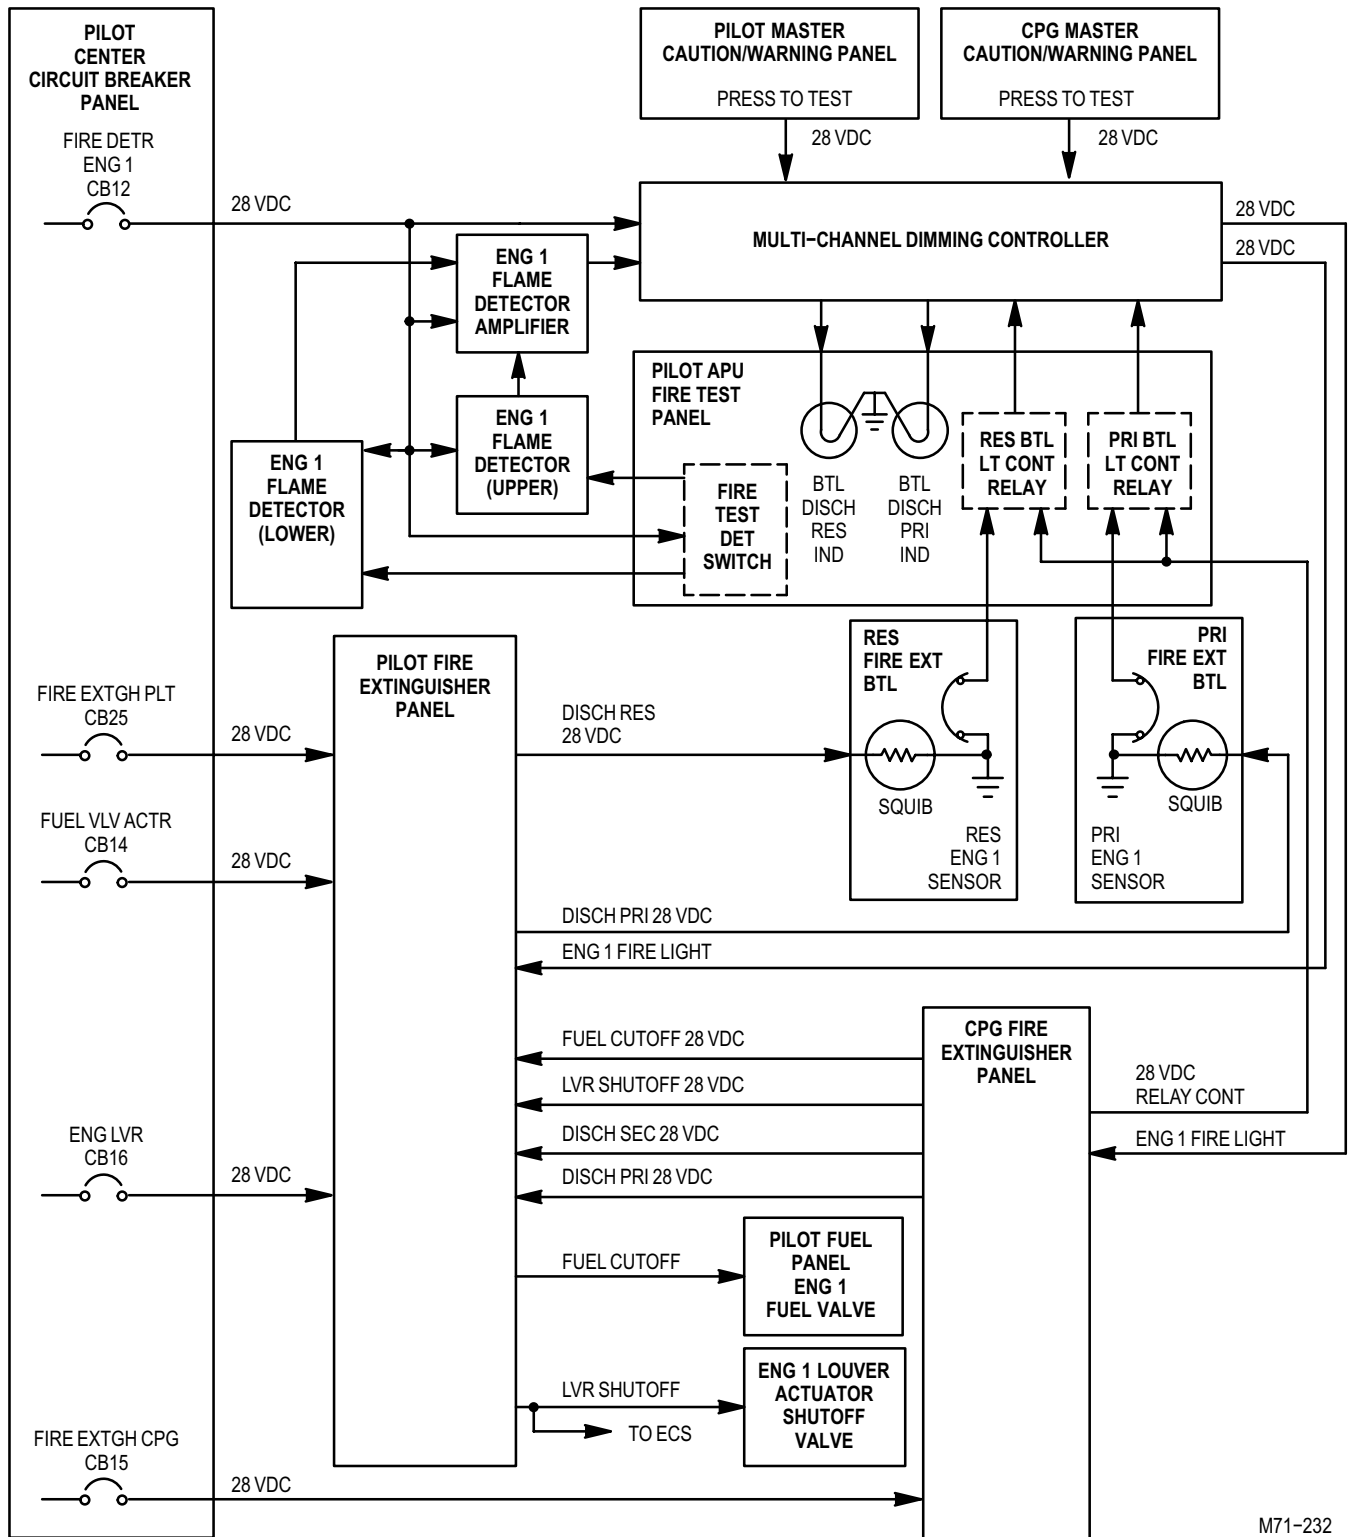 PILOT
CENTER
CIRCUIT BREAKER
PANEL
FIRE DETR
ENG 1
CB12
28 VDC
PILOT MASTER
CAUTION/WARNING PANEL
PRESS TO TEST
28 VDC
CPG MASTER
CAUTION/WARNING PANEL
PRESS TO TEST
28 VDC
MULTI−CHANNEL DIMMING CONTROLLER
28 VDC
28 VDC
ENG 1
FLAME
DETECTOR
AMPLIFIER
ENG 1
FLAME
DETECTOR
(UPPER)
ENG 1
FLAME
DETECTOR
(LOWER)
PILOT APU
FIRE TEST
PANEL
FIRE
TEST
DET
SWITCH
BTL
DISCH
RES
IND
BTL
DISCH
PRI
IND
RES BTL
LT CONT
RELAY
PRI BTL
LT CONT
RELAY
RES
FIRE EXT
BTL
SQUIB
RES
ENG 1
SENSOR
PRI
FIRE EXT
BTL
SQUIB
PRI
ENG 1
SENSOR
PILOT FIRE
EXTINGUISHER
PANEL
FIRE EXTGH PLT
CB25
28 VDC
FUEL VLV ACTR
CB14
28 VDC
DISCH RES
28 VDC
DISCH PRI 28 VDC
ENG 1 FIRE LIGHT
FUEL CUTOFF 28 VDC
LVR SHUTOFF 28 VDC
DISCH SEC 28 VDC
DISCH PRI 28 VDC
CPG FIRE
EXTINGUISHER
PANEL
28 VDC
RELAY CONT
ENG 1 FIRE LIGHT
ENG LVR
CB16
28 VDC
FUEL CUTOFF
PILOT FUEL
PANEL
ENG 1
FUEL VALVE
LVR SHUTOFF
TO ECS
ENG 1 LOUVER
ACTUATOR
SHUTOFF
VALVE
FIRE EXTGH CPG
CB15
28 VDC
M71−232